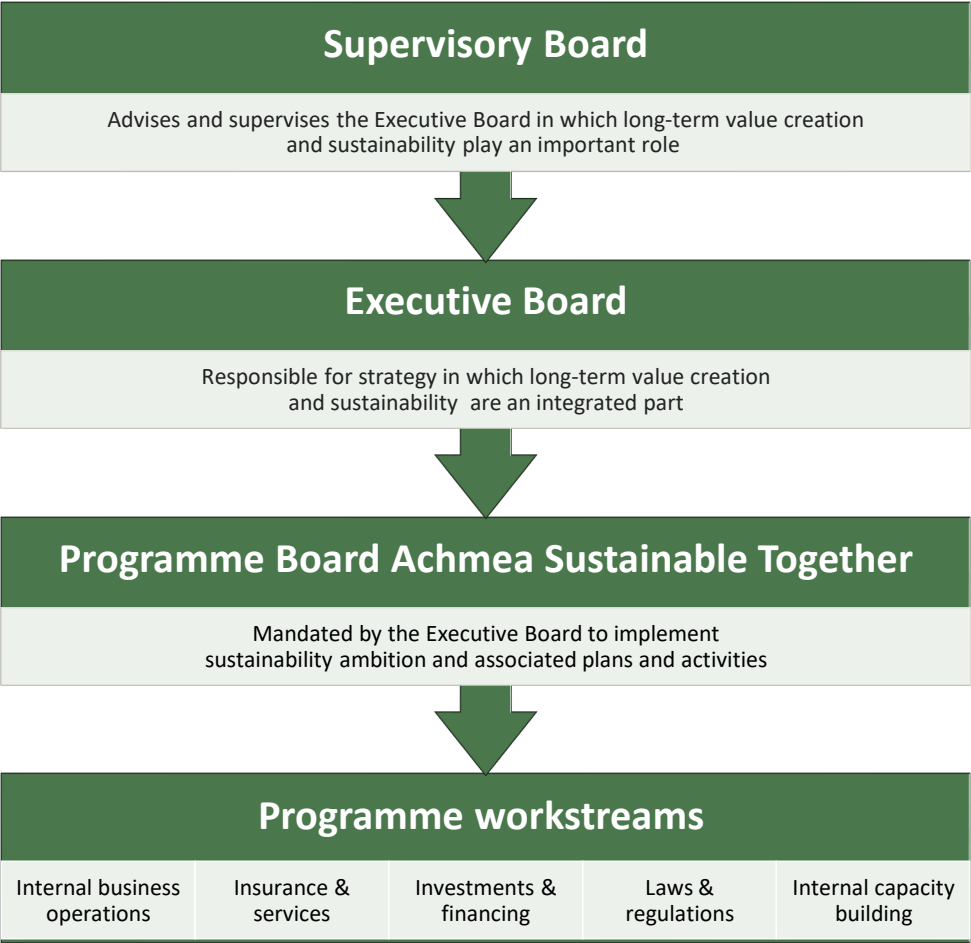 Supervisory Board
Advises and supervises the Executive Board in which long-term value creation
and sustainability play an important role
Executive Board
Responsible for strategy in which long-term value creation
and sustainability are an integrated part
Programme Board Achmea Sustainable Together
Mandated by the Executive Board to implement
sustainability ambition and associated plans and activities
Programme workstreams
Internal business
operations
Insurance &
services
Investments &
financing
Laws &
regulations
Internal capacity
building